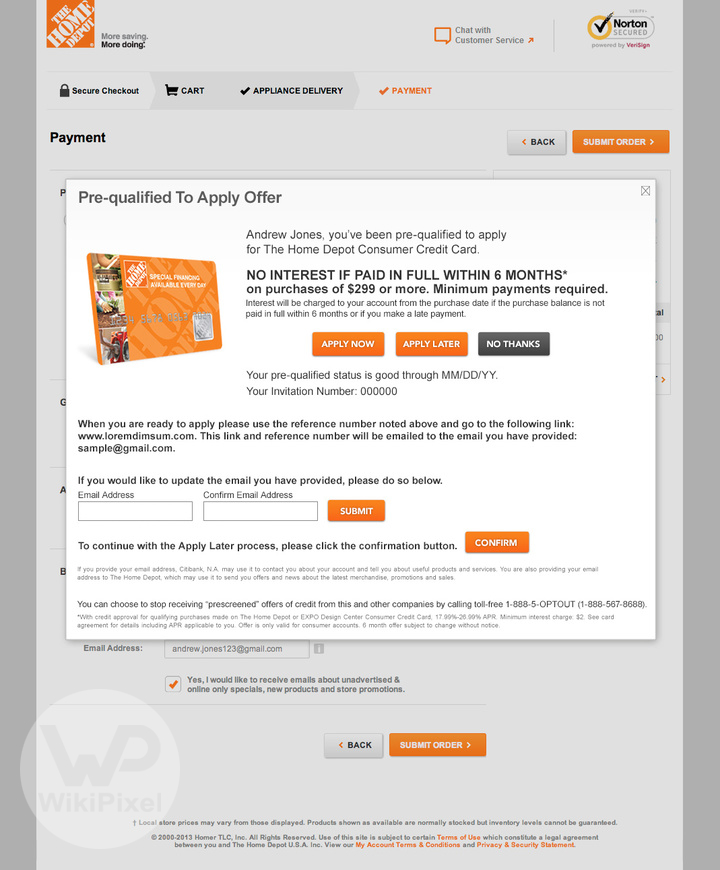 THE HOME DEPOT
More saving.
More doing.
Chat with
Customer Service
Norton
SECURED
powered by VeriSign
Secure Checkout
CART
APPLIANCE DELIVERY
PAYMENT
Payment
BACK
SUBMIT ORDER
P
Pre-qualified To Apply Offer
Andrew Jones, you've been pre-qualified to apply
for The Home Depot Consumer Credit Card.
THE HOME DEPOT
SPECIAL FINANCING
AVAILABLE EVERY DAY
NO INTEREST IF PAID IN FULL WITHIN 6 MONTHS*
on purchases of $299 or more. Minimum payments required.
Interest will be charged to your account from the purchase date if the purchase balance is not
paid in full within 6 months or if you make a late payment.
APPLY NOW
APPLY LATER
NO THANKS
Your pre-qualified status is good through MM/DD/YY.
Your Invitation Number: 000000
G
When you are ready to apply please use the reference number noted above and go to the following link:
www.loremdimsum.com. This link and reference number will be emailed to the email you have provided:
sample@gmail.com.
A
If you would like to update the email you have provided, please do so below.
Email Address
Confirm Email Address
SUBMIT
To continue with the Apply Later process, please click the confirmation button.
CONFIRM
B
If you provide your email address, Citibank, N.A. may use it to contact you about your account and tell you about useful products and services. You are also providing your email
address to The Home Depot, which may use it to send you offers and news about the latest merchandise, promotions and sales.
You can choose to stop receiving “prescreened” offers of credit from this and other companies by calling toll-free 1-888-5-OPTOUT (1-888-567-8688).
*With credit approval for qualifying purchases made on The Home Depot or EXPO Design Center Consumer Credit Card, 17.99%-26.99% APR. Minimum interest charge: $2. See card
agreement for details including APR applicable to you. Offer is only valid for consumer accounts. 6 month offer subject to change without notice.
Email Address:
andrew.jones123@gmail.com
Yes, I would like to receive emails about unadvertised &
online only specials, new products and store promotions.
BACK
SUBMIT ORDER
WikiPixel
† Local store prices may vary from those displayed. Products shown as available are normally stocked but inventory levels cannot be guaranteed.
© 2000-2013 Homer TLC, Inc. All Rights Reserved. Use of this site is subject to certain Terms of Use which constitute a legal agreement
between you and The Home Depot U.S.A. Inc. View our My Account Terms & Conditions and Privacy & Security Statement.